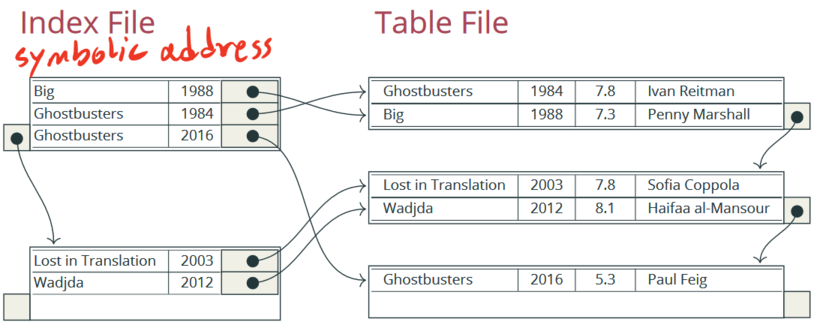 Index File
symbolic address
Big 1988
Ghostbusters 1984
Ghostbusters 2016
Lost in Translation 2003
Wadjda 2012
Table File
Ghostbusters 1984 7.8 Ivan Reitman
Big 1988 7.3 Penny Marshall
Lost in Translation 2003 7.8 Sofia Coppola
Wadjda 2012 8.1 Haifaa al-Mansour
Ghostbusters 2016 5.3 Paul Feig